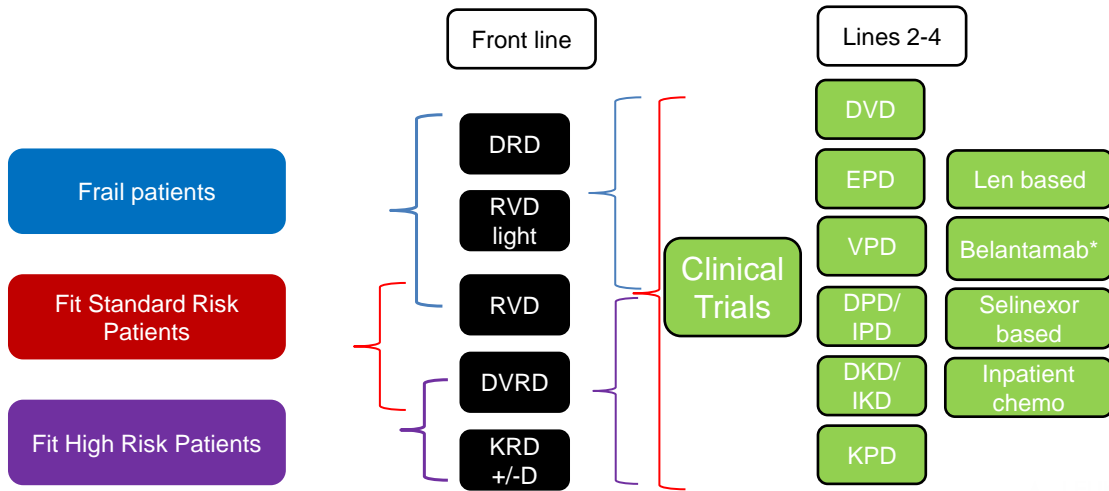 Front line
Lines 2-4
Frail patients
Fit Standard Risk
Patients
Fit High Risk Patients
DRD
RVD
light
RVD
DVRD
KRD
+/-D
Clinical
Trials
DVD
EPD
VPD
DPD/
IPD
DKD/
IKD
KPD
Len based
Belantamab*
Selinexor
based
Inpatient
chemo